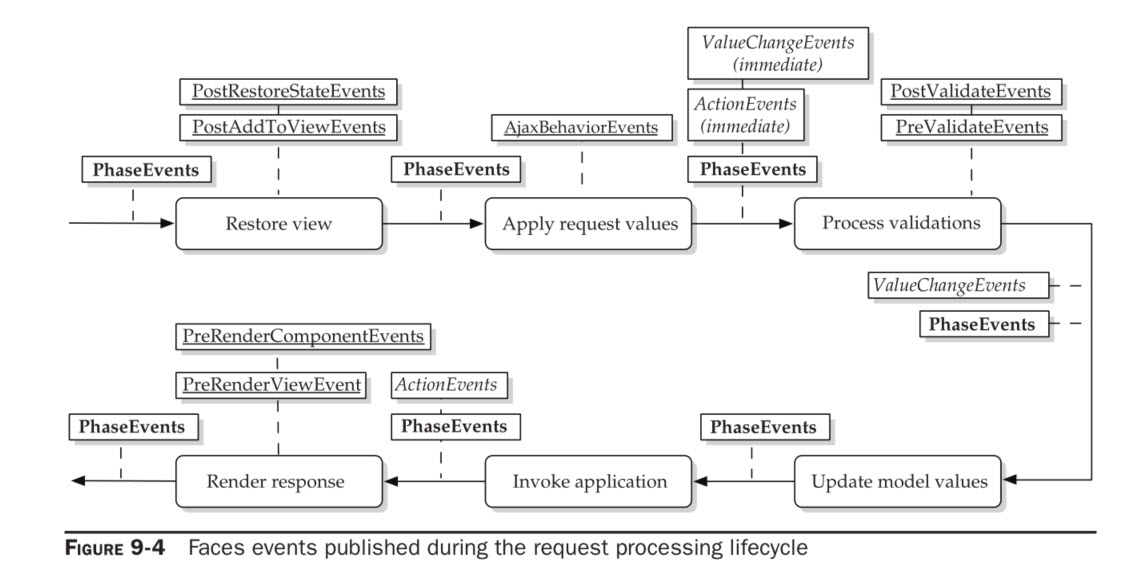 ValueChangeEvents
(immediate)
PostRestoreStateEvents
ActionEvents
(immediate)
PostValidateEvents
PostAddToViewEvents
AjaxBehaviorEvents
PreValidateEvents
PhaseEvents
PhaseEvents
PhaseEvents
Restore view
Apply request values
Process validations
ValueChangeEvents
PhaseEvents
PreRenderComponentEvents
PreRenderViewEvent
ActionEvents
PhaseEvents
PhaseEvents
PhaseEvents
Render response
Invoke application
Update model values
FIGURE 9-4 Faces events published during the request processing lifecycle